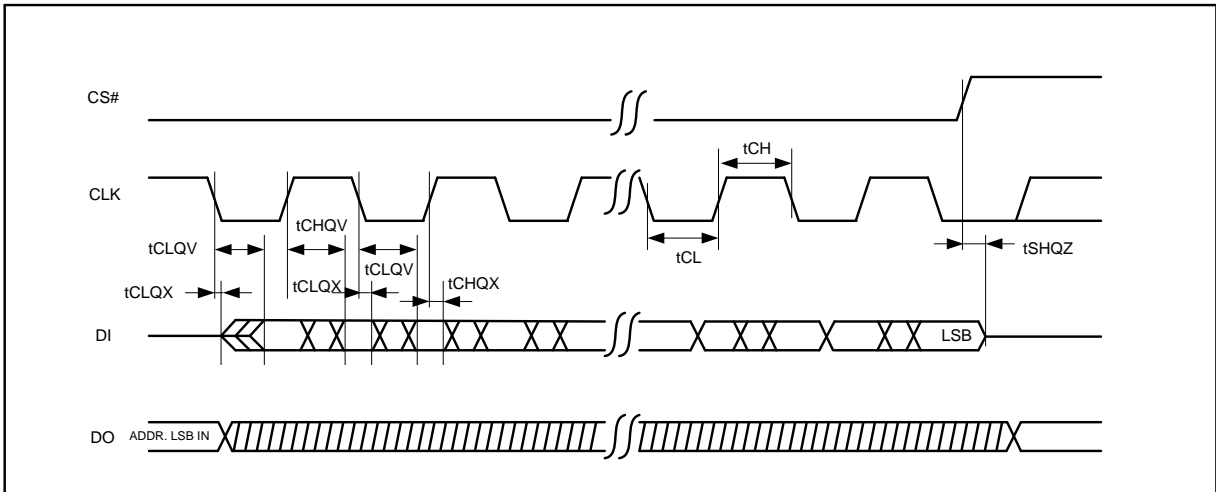 CS#
tCH
CLK
tCHQV
tCLQV
tCLQV
tCL
tSHQZ
tCLQX
tCLQX
tCHQX
DI
LSB
DO
ADDR. LSB IN